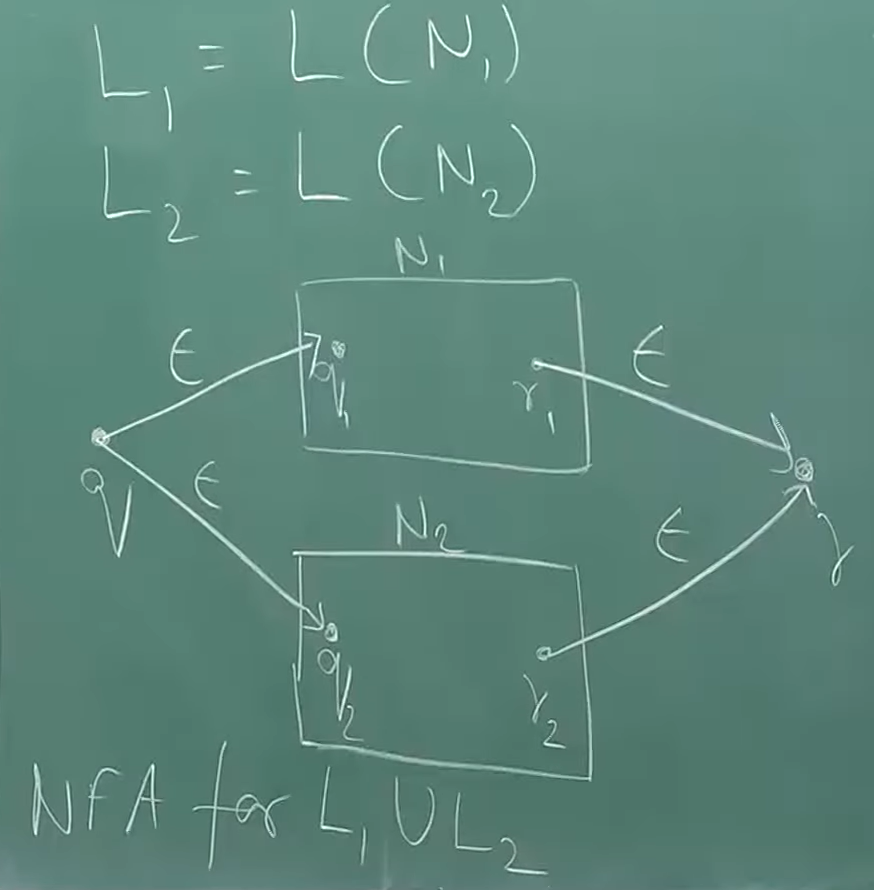 L₁ = L(N₁)
L₂ = L(N₂)
N₁
ϵ
ϵ
q₁
r₁
q
ϵ
N₂
ϵ
r
q₂
r₂
NFA for L₁ ∪ L₂